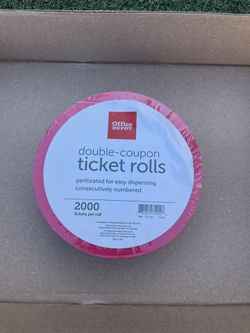 Office
DEPOT
double-coupon
ticket rolls
perforated for easy dispensing
consecutively numbered
2000
tickets per roll